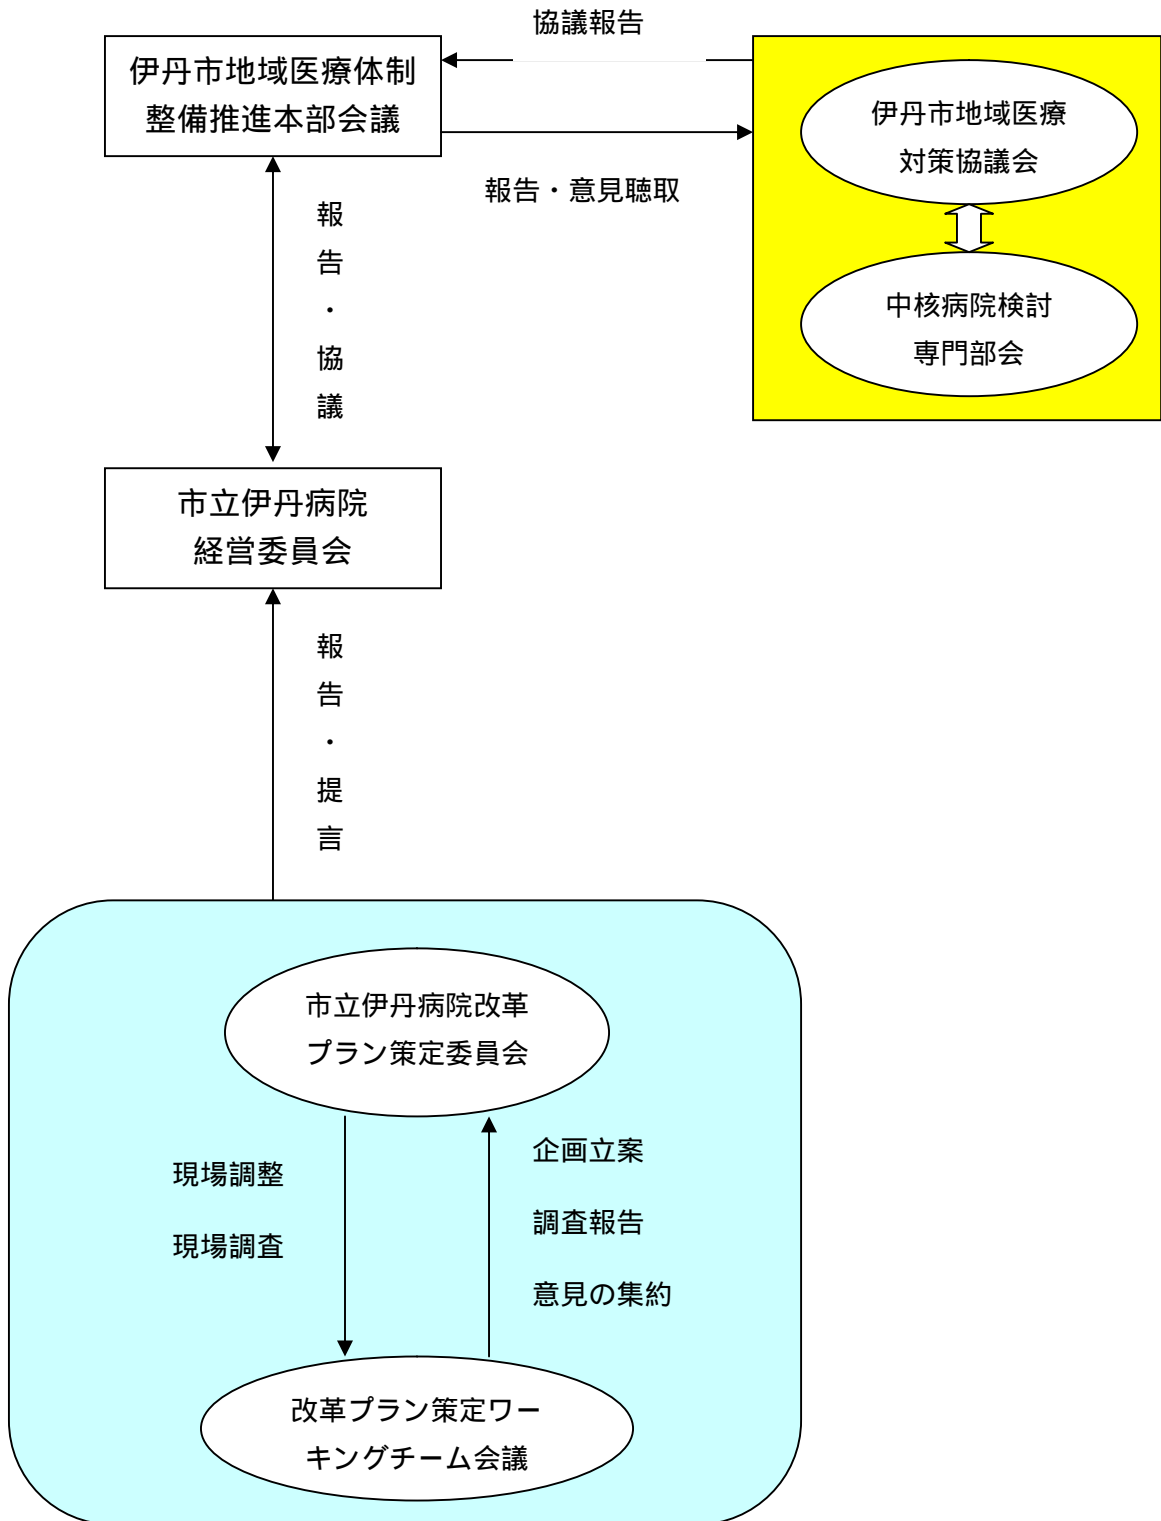 協議報告
伊丹市地域医療体制
整備推進本部会議
伊丹市地域医療
対策協議会
報告・意見聴取
中核病院検討
専門部会
報告・協議
市立伊丹病院
経営委員会
報告・提言
市立伊丹病院改革
プラン策定委員会
現場調整
現場調査
企画立案
調査報告
意見の集約
改革プラン策定ワー
キングチーム会議